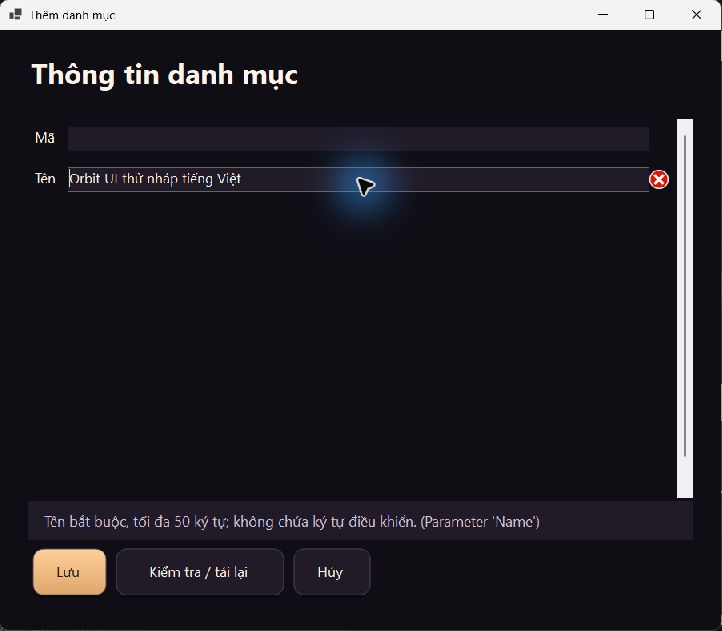 Thêm danh mục
Thông tin danh mục
Mã
Tên Orbit UI thử nháp tiếng Việt
Tên bắt buộc, tối đa 50 ký tự; không chứa ký tự điều khiển. (Parameter 'Name')
Lưu Kiểm tra / tải lại Hủy